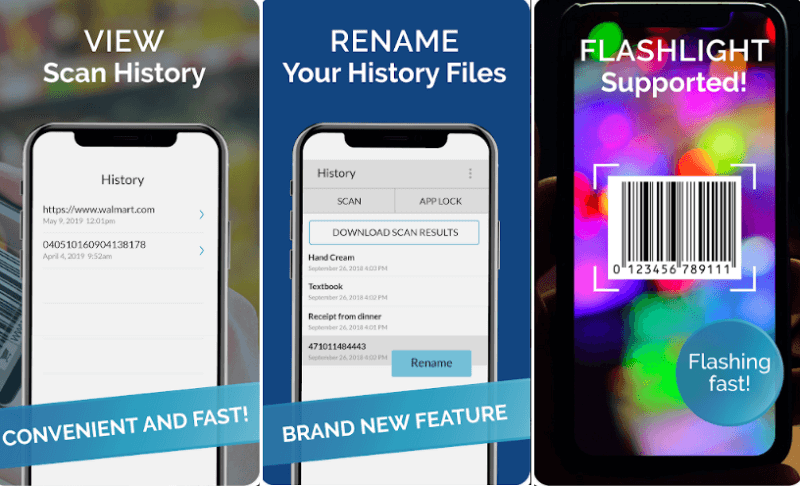 VIEW
Scan History
History
https://www.walmart.com
May 9, 2019 12:01pm
040510160904138178
April 4, 2019 9:52am
CONVENIENT AND FAST!
RENAME
Your History Files
History
SCAN
APP LOCK
DOWNLOAD SCAN RESULTS
Hand Cream
September 26, 2018 4:03 PM
Textbook
September 26, 2018 4:02 PM
Receipt from dinner
September 26, 2018 4:01 PM
471011484443
September 26, 2018 4:00 PM
Rename
BRAND NEW FEATURE
FLASHLIGHT
Supported!
0 123456 789111
Flashing
fast!